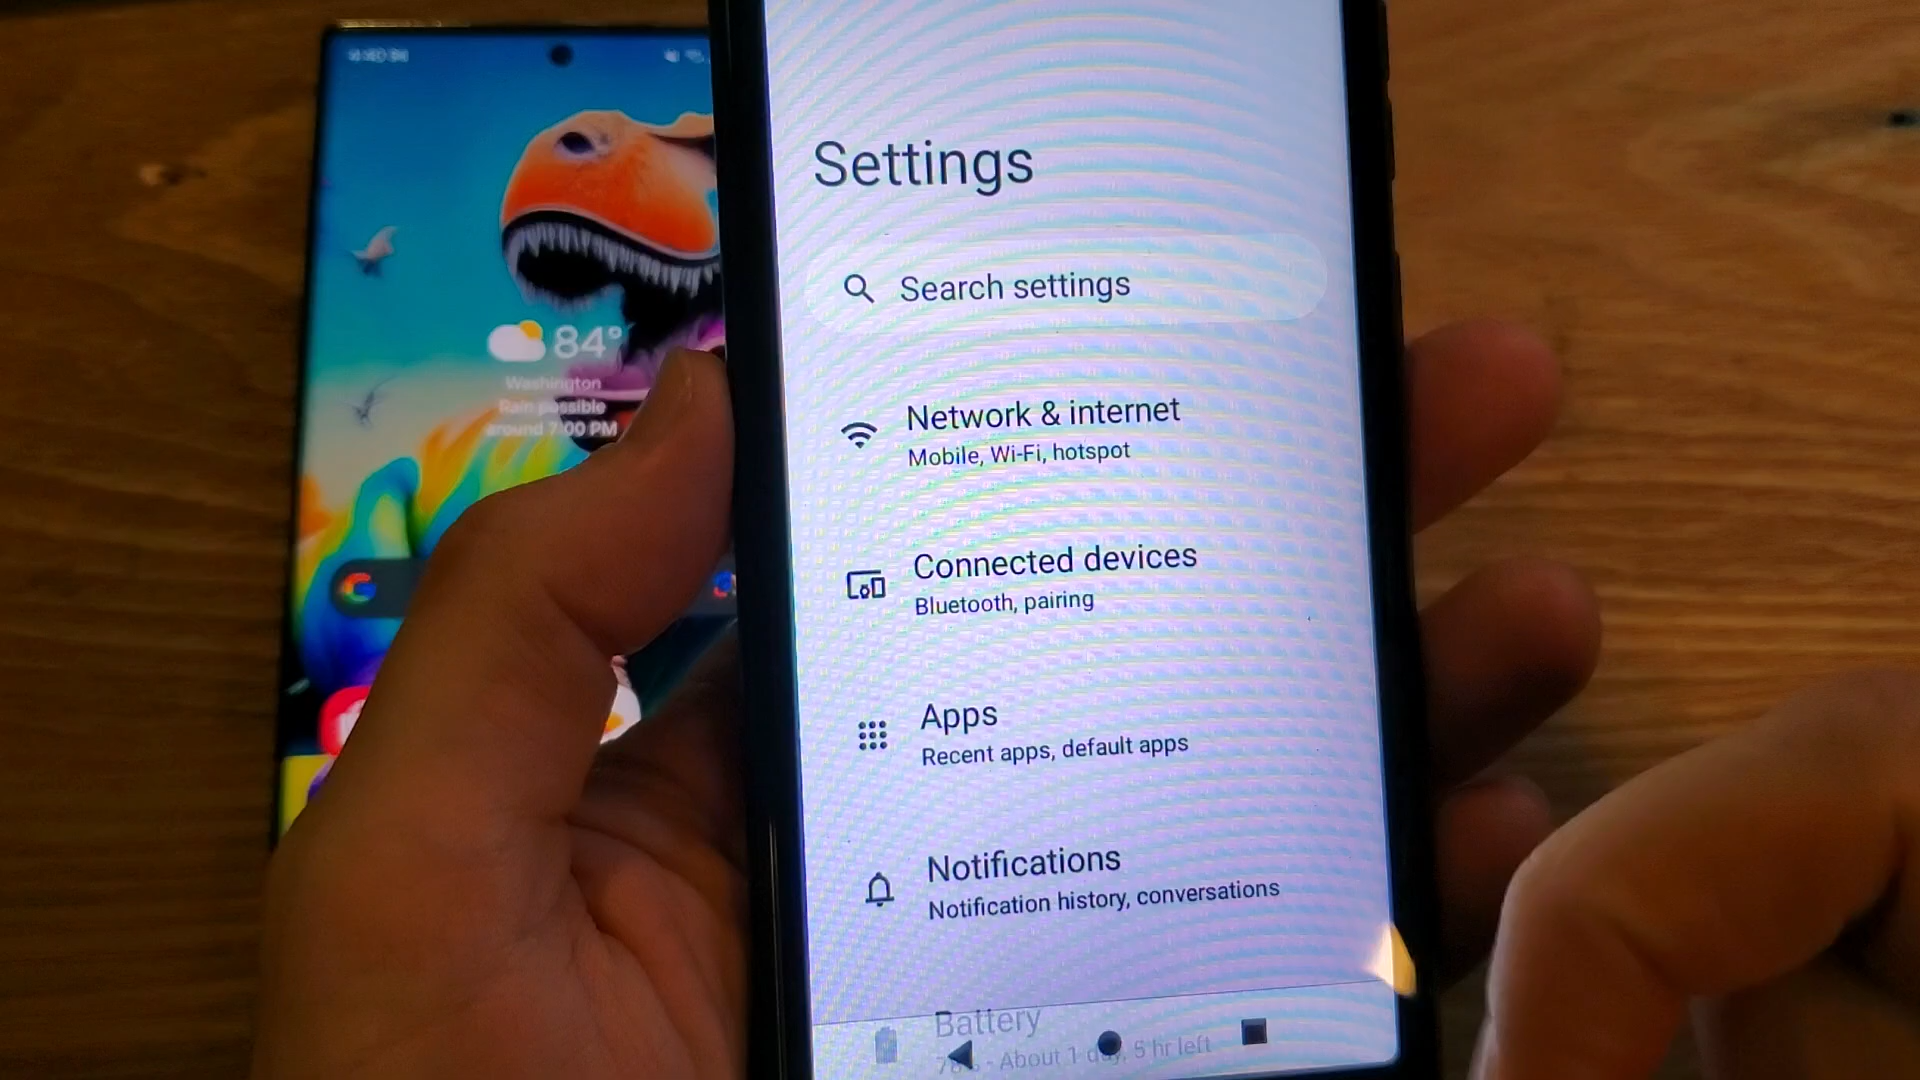 84°
Washington
Rain possible
around 7:00 PM
Settings
Search settings
Network & internet
Mobile, Wi-Fi, hotspot
Connected devices
Bluetooth, pairing
Apps
Recent apps, default apps
Notifications
Notification history, conversations
Battery
- About 1 day, 5 hr left